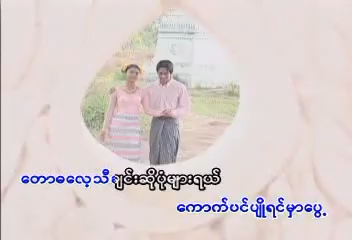 တောဓလေ့သီချင်းဆိုပုံများရယ်
ကောက်ပင်ပျိုရင်မှာပွေ့